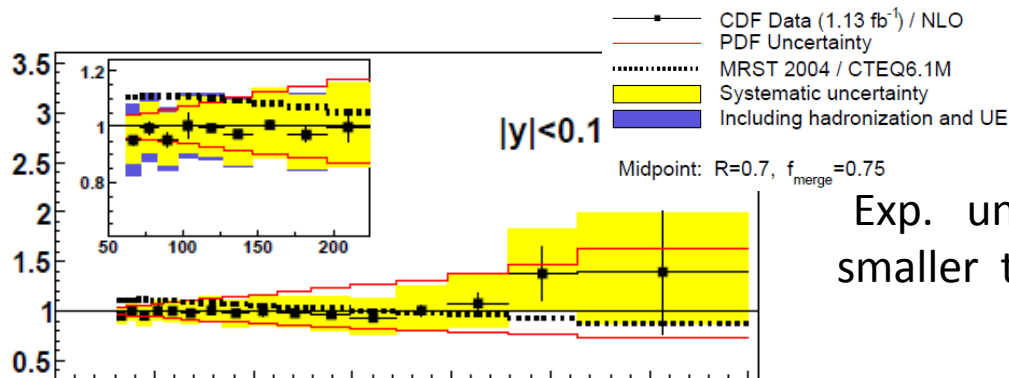 CDF Data (1.13 fb-1) / NLO
PDF Uncertainty
MRST 2004 / CTEQ6.1M
Systematic uncertainty
Including hadronization and UE
Midpoint: R=0.7, fmerge=0.75
|y|<0.1
3.5
3
2.5
2
1.5
1
0.5
1.2
1
0.8
50 100 150 200
Exp. un
smaller t